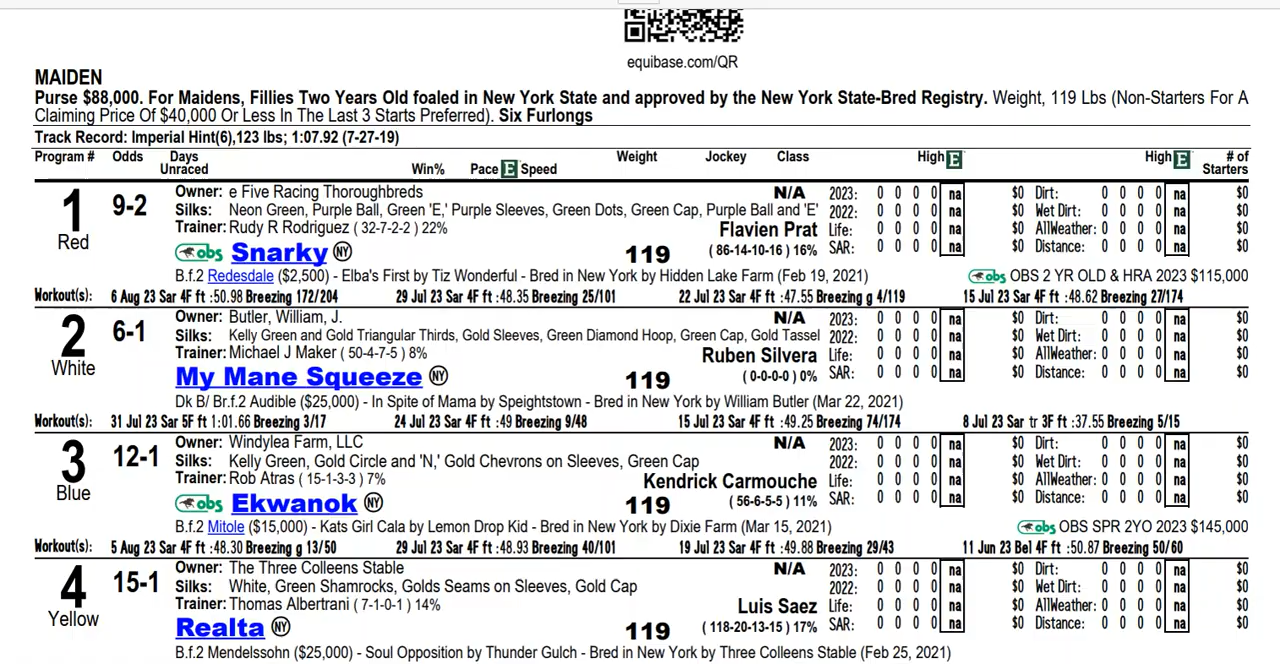 equibase.com/QR
MAIDEN
Purse $88,000. For Maidens, Fillies Two Years Old foaled in New York State and approved by the New York State-Bred Registry. Weight, 119 Lbs (Non-Starters For A
Claiming Price Of $40,000 Or Less In The Last 3 Starts Preferred). Six Furlongs
Track Record: Imperial Hint(6),123 lbs; 1:07.92 (7-27-19)
Program # Odds Days Unraced Win% Pace E Speed Weight Jockey Class High E High E # of Starters
1 9-2 Owner: e Five Racing Thoroughbreds N/A 2023: 0 0 0 0 na $0 Dirt: 0 0 0 0 na $0
Silks: Neon Green, Purple Ball, Green 'E,' Purple Sleeves, Green Dots, Green Cap, Purple Ball and 'E' 2022: 0 0 0 0 na $0 Wet Dirt: 0 0 0 0 na $0
Red Trainer: Rudy R Rodriguez ( 32-7-2-2 ) 22% Flavien Prat Life: 0 0 0 0 na $0 AllWeather: 0 0 0 0 na $0
obs Snarky NY 119 ( 86-14-10-16 ) 16% SAR: 0 0 0 0 na $0 Distance: 0 0 0 0 na $0
B.f.2 Redesdale ($2,500) - Elba's First by Tiz Wonderful - Bred in New York by Hidden Lake Farm (Feb 19, 2021) obs OBS 2 YR OLD & HRA 2023 $115,000
Workout(s): 6 Aug 23 Sar 4F ft :50.98 Breezing 172/204 29 Jul 23 Sar 4F ft :48.35 Breezing 25/101 22 Jul 23 Sar 4F ft :47.55 Breezing g 4/119 15 Jul 23 Sar 4F ft :48.62 Breezing 27/174
2 6-1 Owner: Butler, William, J. N/A 2023: 0 0 0 0 na $0 Dirt: 0 0 0 0 na $0
Silks: Kelly Green and Gold Triangular Thirds, Gold Sleeves, Green Diamond Hoop, Green Cap, Gold Tassel 2022: 0 0 0 0 na $0 Wet Dirt: 0 0 0 0 na $0
White Trainer: Michael J Maker ( 50-4-7-5 ) 8% Ruben Silvera Life: 0 0 0 0 na $0 AllWeather: 0 0 0 0 na $0
My Mane Squeeze NY 119 ( 0-0-0-0 ) 0% SAR: 0 0 0 0 na $0 Distance: 0 0 0 0 na $0
Dk B/ Br.f.2 Audible ($25,000) - In Spite of Mama by Speightstown - Bred in New York by William Butler (Mar 22, 2021)
Workout(s): 31 Jul 23 Sar 5F ft 1:01.66 Breezing 3/17 24 Jul 23 Sar 4F ft :49 Breezing 9/48 15 Jul 23 Sar 4F ft :49.25 Breezing 74/174 8 Jul 23 Sar tr 3F ft :37.55 Breezing 5/15
3 12-1 Owner: Windylea Farm, LLC N/A 2023: 0 0 0 0 na $0 Dirt: 0 0 0 0 na $0
Silks: Kelly Green, Gold Circle and 'N,' Gold Chevrons on Sleeves, Green Cap 2022: 0 0 0 0 na $0 Wet Dirt: 0 0 0 0 na $0
Blue Trainer: Rob Atras ( 15-1-3-3 ) 7% Kendrick Carmouche Life: 0 0 0 0 na $0 AllWeather: 0 0 0 0 na $0
obs Ekwanok NY 119 ( 56-6-5-5 ) 11% SAR: 0 0 0 0 na $0 Distance: 0 0 0 0 na $0
B.f.2 Mitole ($15,000) - Kats Girl Cala by Lemon Drop Kid - Bred in New York by Dixie Farm (Mar 15, 2021) obs OBS SPR 2YO 2023 $145,000
Workout(s): 5 Aug 23 Sar 4F ft :48.30 Breezing g 13/50 29 Jul 23 Sar 4F ft :48.93 Breezing 40/101 19 Jul 23 Sar 4F ft :49.88 Breezing 29/43 11 Jun 23 Bel 4F ft :50.87 Breezing 50/60
4 15-1 Owner: The Three Colleens Stable N/A 2023: 0 0 0 0 na $0 Dirt: 0 0 0 0 na $0
Silks: White, Green Shamrocks, Golds Seams on Sleeves, Gold Cap 2022: 0 0 0 0 na $0 Wet Dirt: 0 0 0 0 na $0
Yellow Trainer: Thomas Albertrani ( 7-1-0-1 ) 14% Luis Saez Life: 0 0 0 0 na $0 AllWeather: 0 0 0 0 na $0
Realta NY 119 ( 118-20-13-15 ) 17% SAR: 0 0 0 0 na $0 Distance: 0 0 0 0 na $0
B.f.2 Mendelssohn ($25,000) - Soul Opposition by Thunder Gulch - Bred in New York by Three Colleens Stable (Feb 25, 2021)